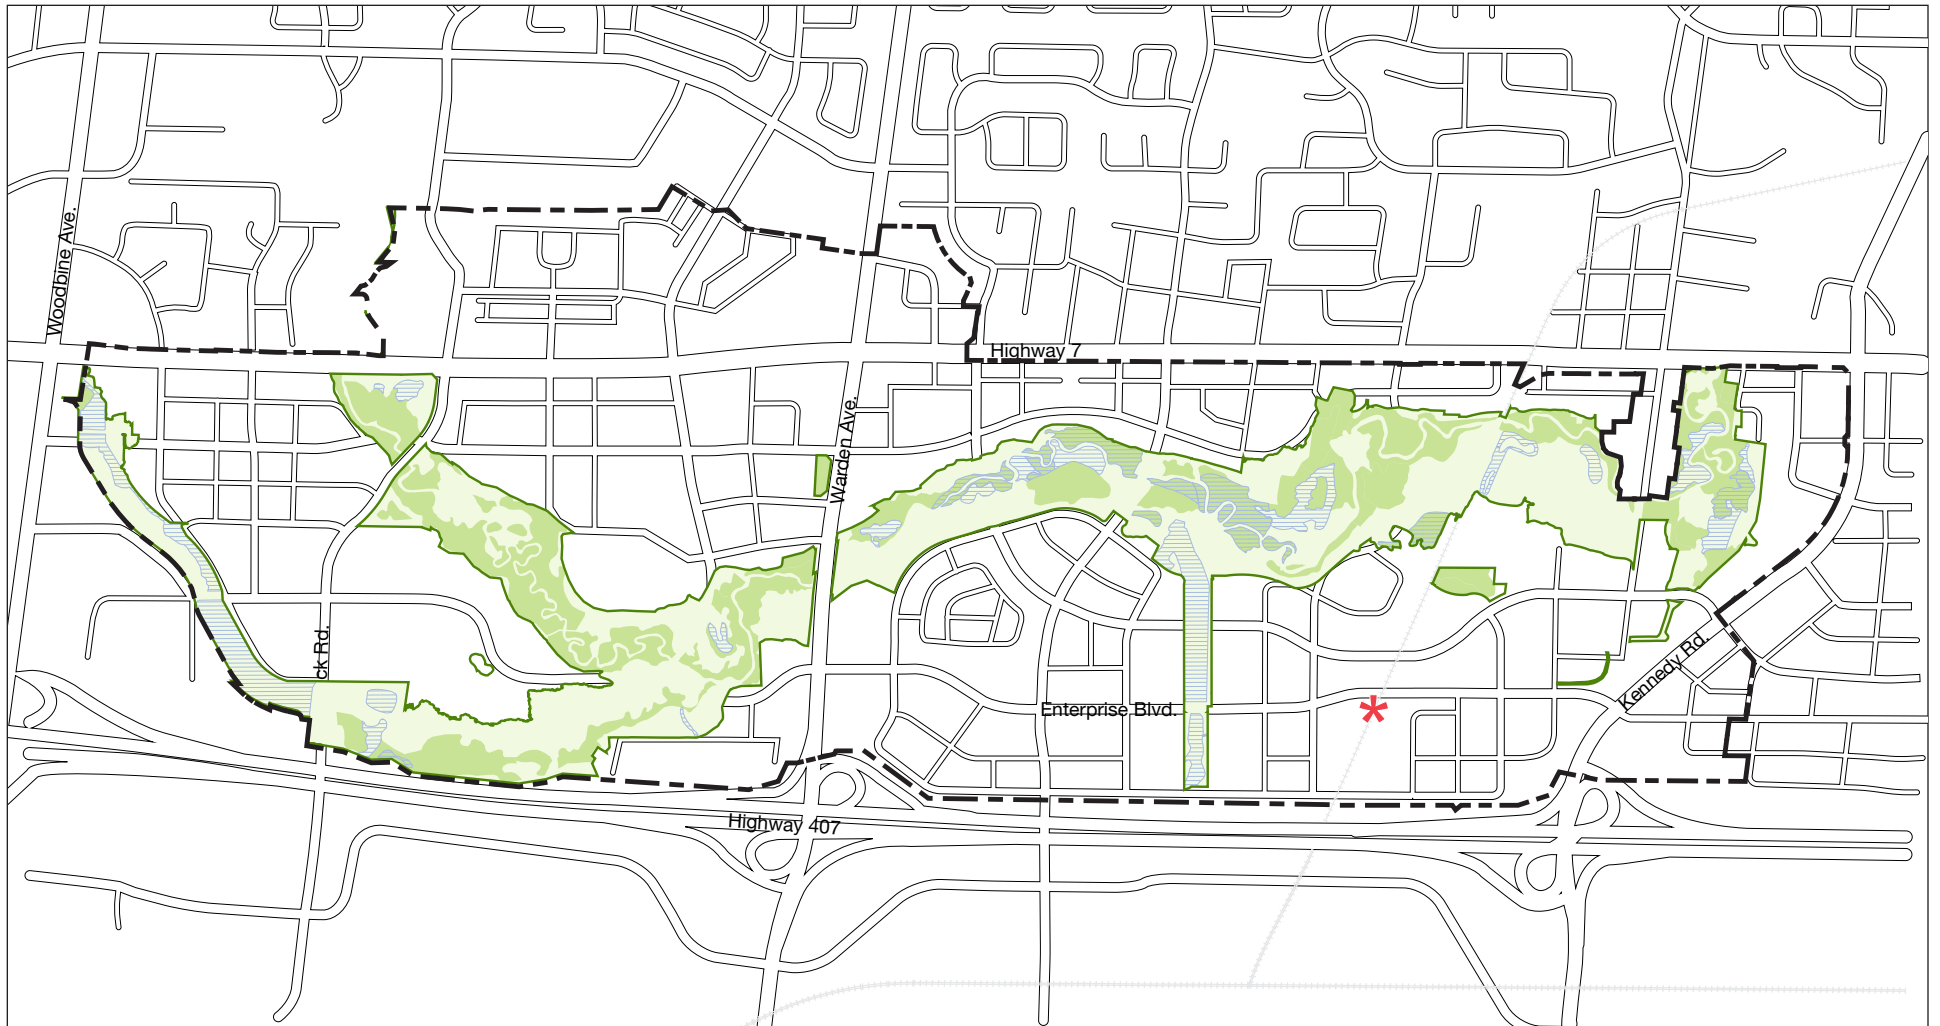 Woodbine Ave.
Highway 7
Warden Ave.
ck Rd.
Kennedy Rd.
Enterprise Blvd.
*
Highway 407